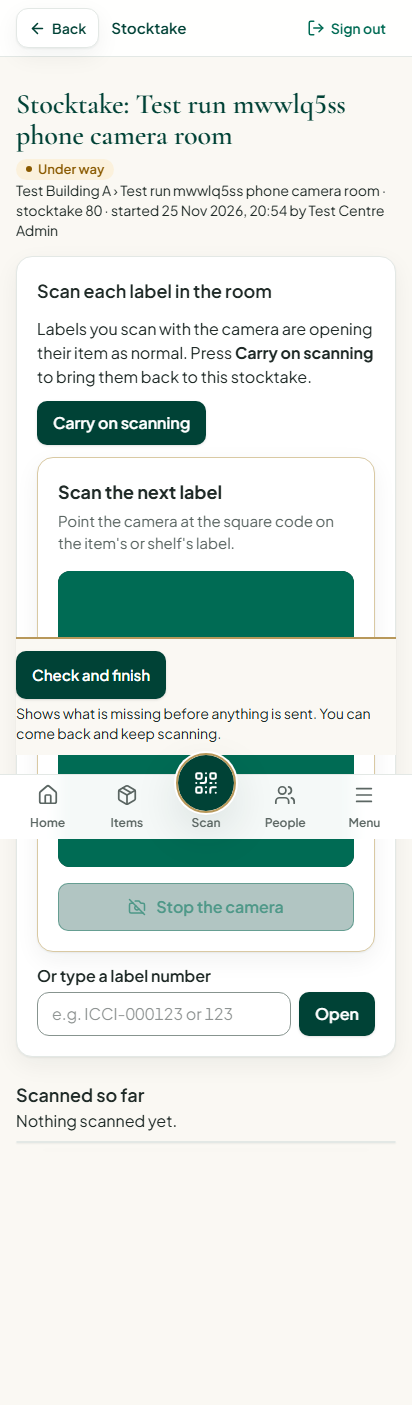 Back
Stocktake
Sign out
Stocktake: Test run mwwlq5ss
phone camera room
Under way
Test Building A › Test run mwwlq5ss phone camera room ·
stocktake 80 · started 25 Nov 2026, 20:54 by Test Centre
Admin
Scan each label in the room
Labels you scan with the camera are opening
their item as normal. Press Carry on scanning
to bring them back to this stocktake.
Carry on scanning
Scan the next label
Point the camera at the square code on
the item's or shelf's label.
Check and finish
Shows what is missing before anything is sent. You can
come back and keep scanning.
Home
Items
Scan
People
Menu
Stop the camera
Or type a label number
e.g. ICCI-000123 or 123
Open
Scanned so far
Nothing scanned yet.